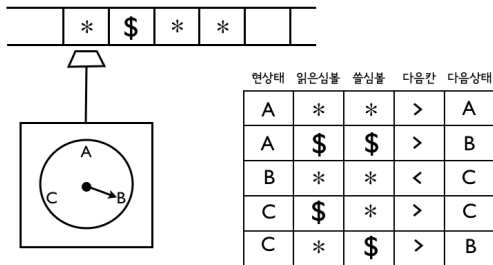 * $ * *
A
C B
현상태 읽은심볼 쓸심볼 다음칸 다음상태
A * * > A
A $ $ > B
B * * < C
C $ * > C
C * $ > B